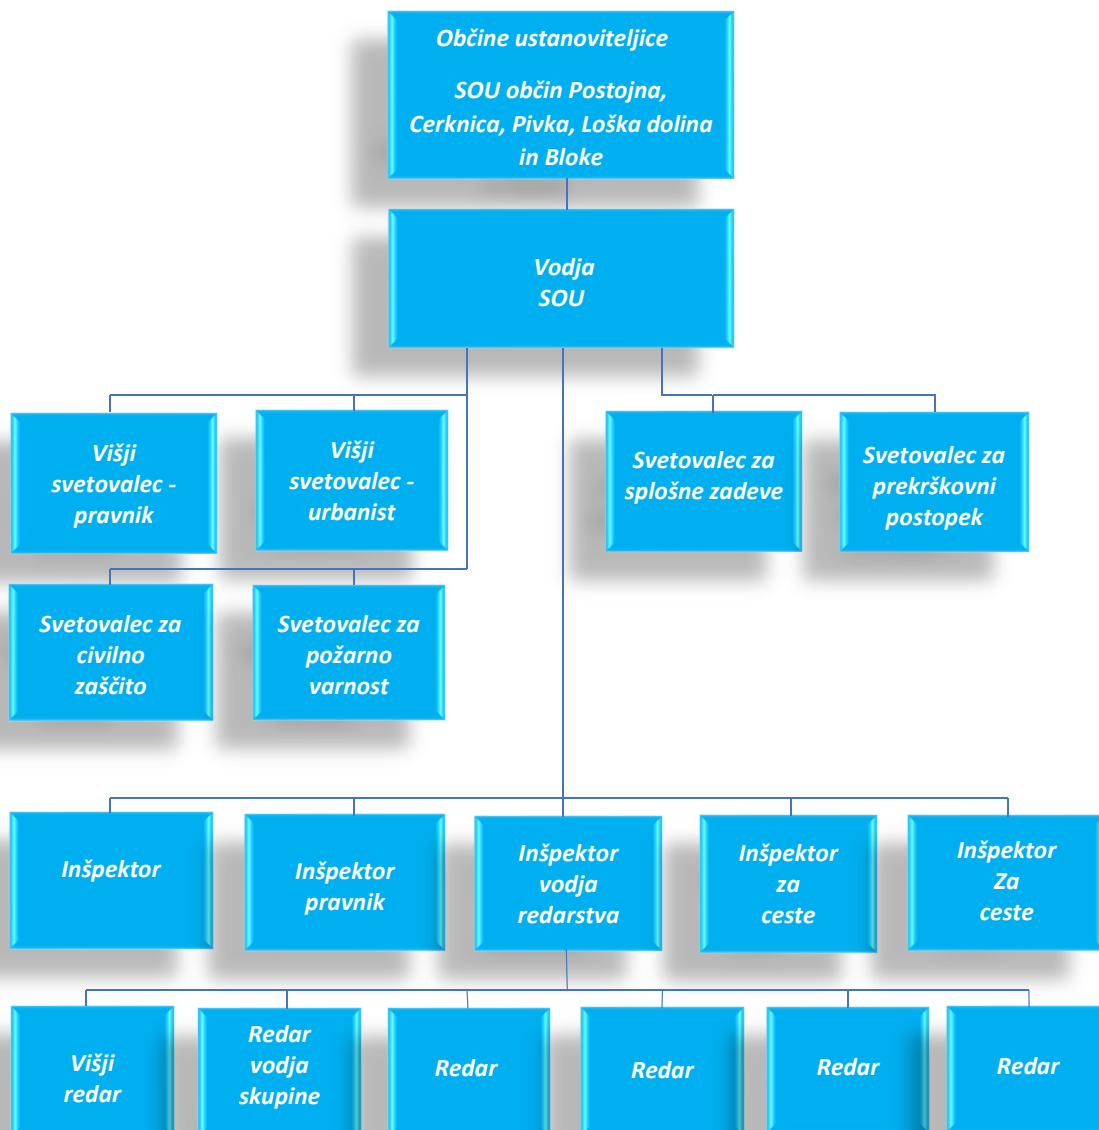 Občine ustanoviteljice
SOU občin Postojna,
Cerknica, Pivka, Loška dolina
in Bloke
Vodja
SOU
Višji
svetovalec -
pravnik
Višji
svetovalec -
urbanist
Svetovalec za
splošne zadeve
Svetovalec za
prekrškovni
postopek
Svetovalec za
civilno
zaščito
Svetovalec za
požarno
varnost
Inšpektor
Inšpektor
pravnik
Inšpektor
vodja
redarstva
Inšpektor
za
ceste
Inšpektor
Za
ceste
Višji
redar
Redar
vodja
skupine
Redar
Redar
Redar
Redar